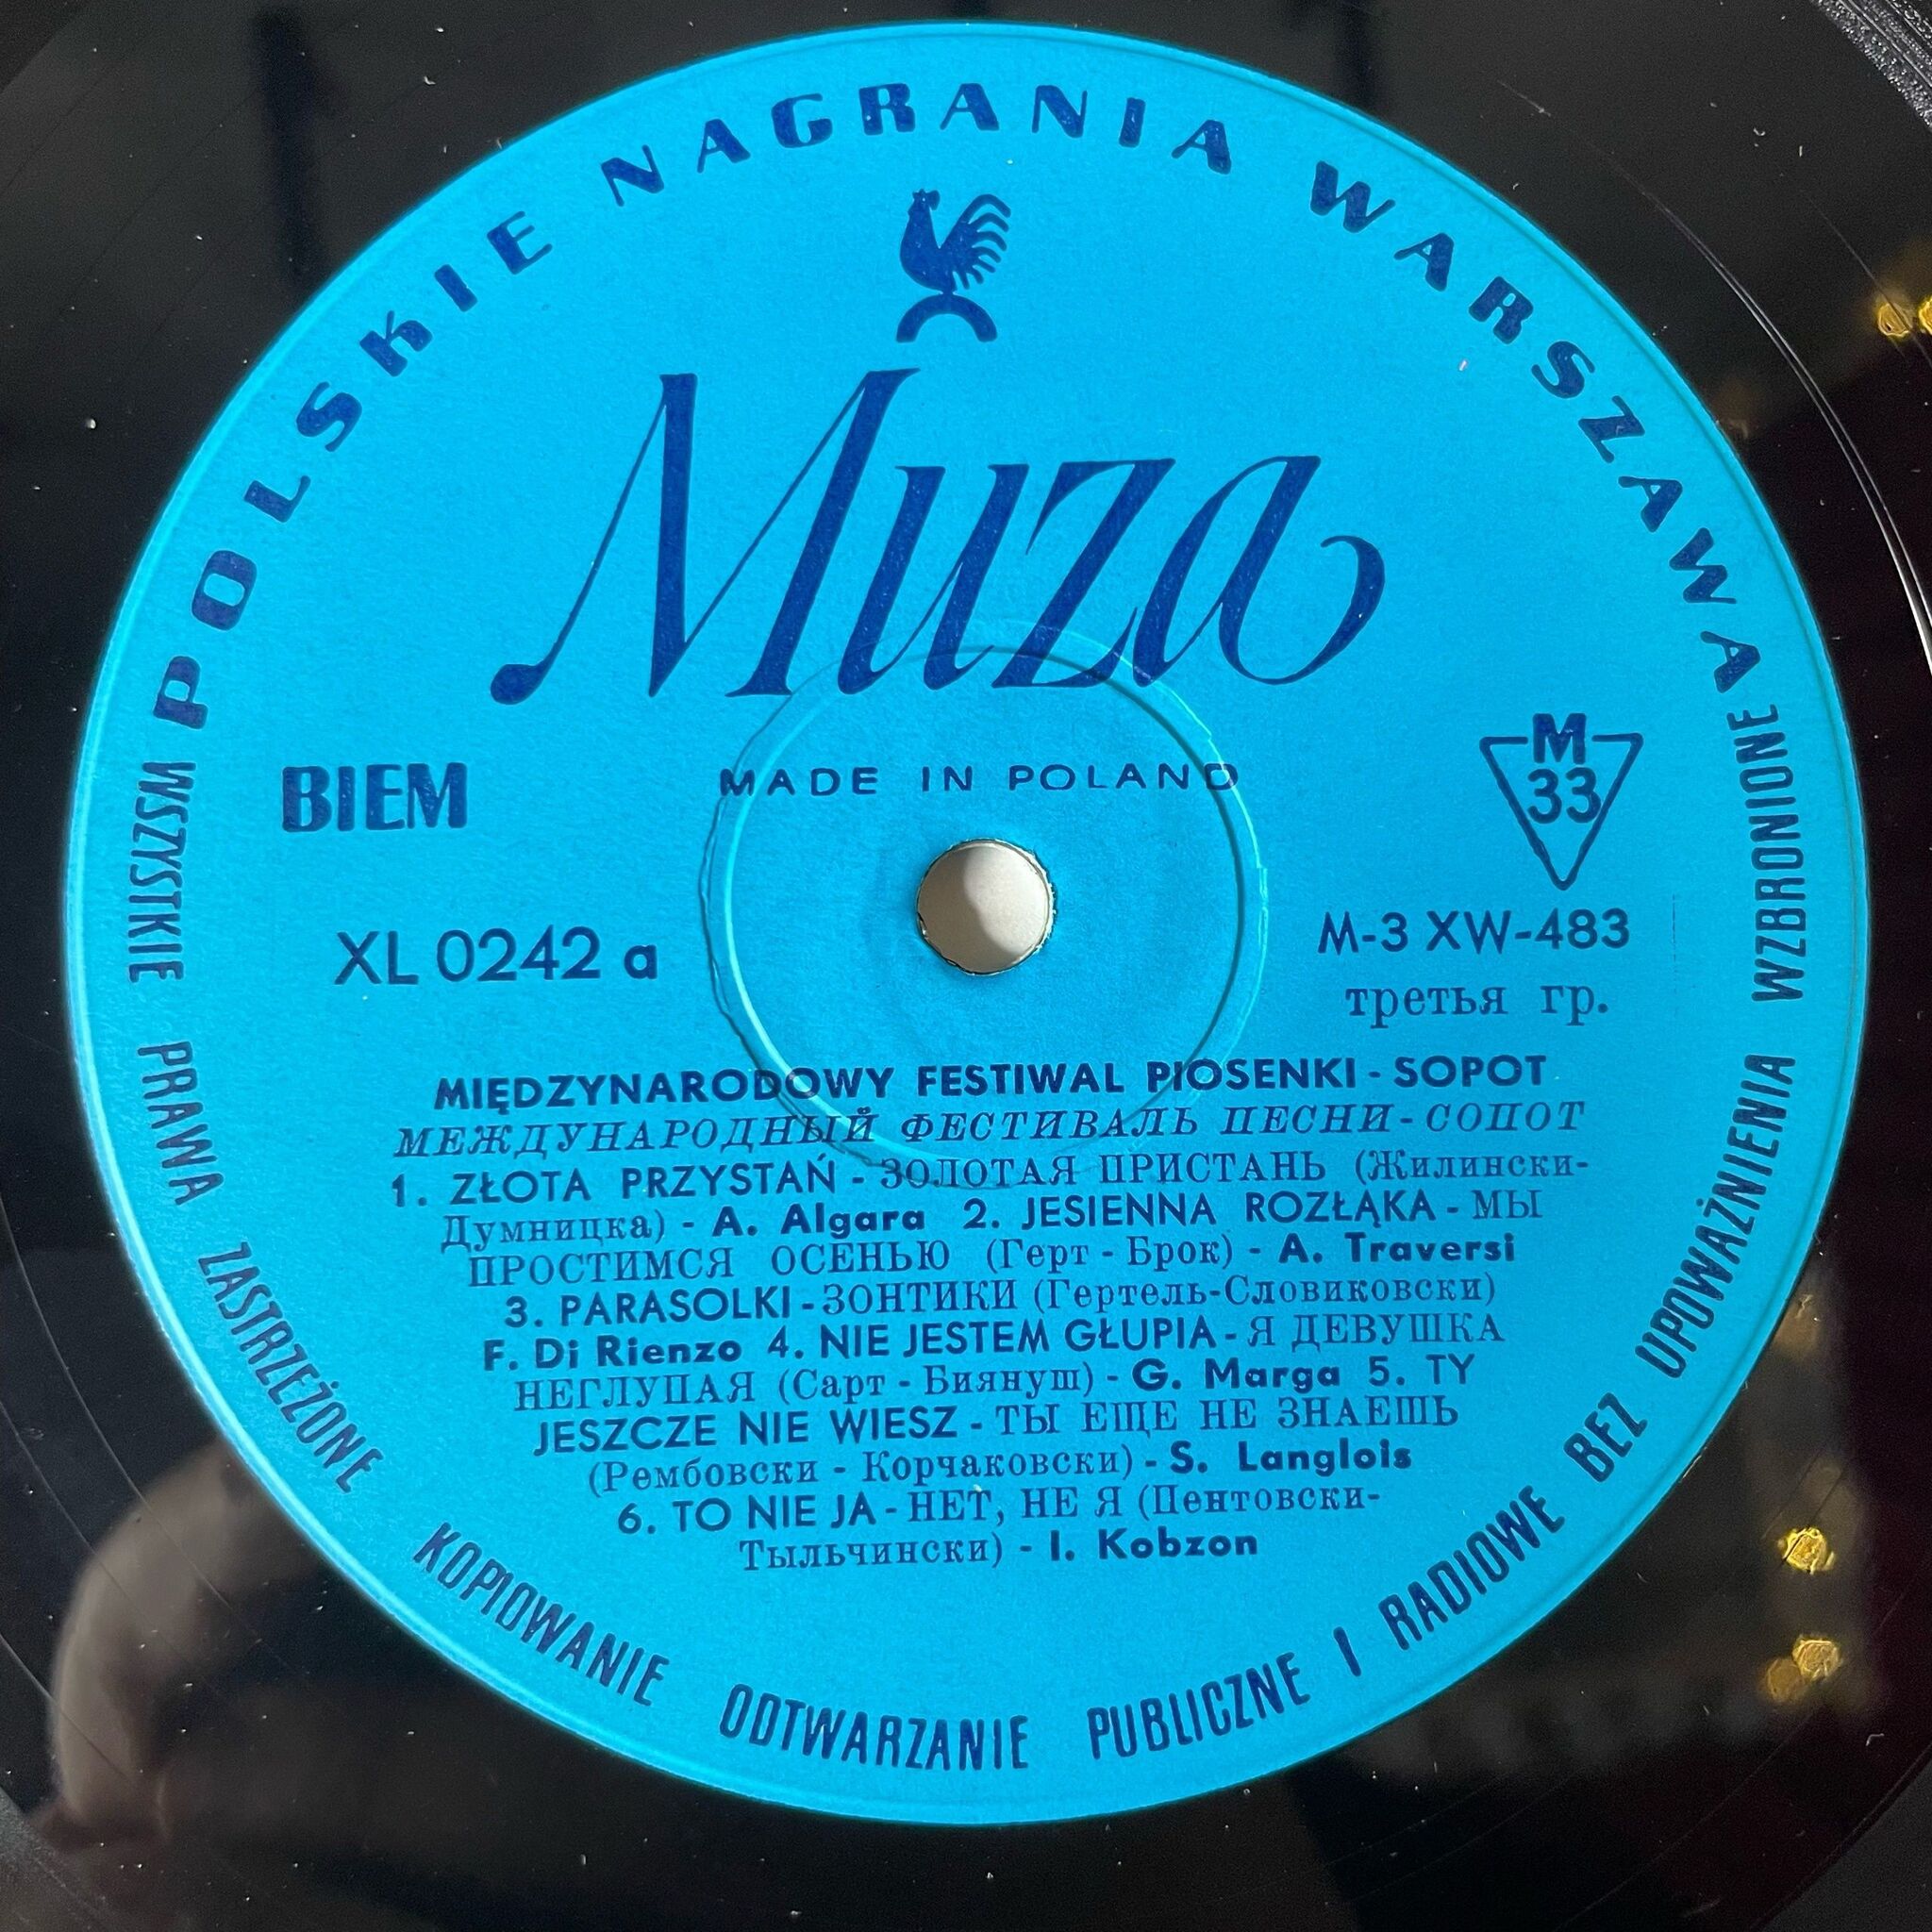 POLSKIE NAGRANIA WARSZAWA
Muza
BIEM
MADE IN POLAND
M
33
XL 0242 a
M-3 XW-483
третья гр.
MIĘDZYNARODOWY FESTIWAL PIOSENKI - SOPOT
МЕЖДУНАРОДНЫЙ ФЕСТИВАЛЬ ПЕСНИ - СОПОТ
1. ZŁOTA PRZYSTAŃ - ЗОЛОТАЯ ПРИСТАНЬ (Жилински-
Думницка) - A. Algara 2. JESIENNA ROZŁĄKA - МЫ
ПРОСТИМСЯ ОСЕНЬЮ (Герт - Брок) - A. Traversi
3. PARASOLKI - ЗОНТИКИ (Гертель-Словиковски)
F. Di Rienzo 4. NIE JESTEM GŁUPIA - Я ДЕВУШКА
НЕГЛУПАЯ (Сарт - Биянуш) - G. Marga 5. TY
JESZCZE NIE WIESZ - ТЫ ЕЩЕ НЕ ЗНАЕШЬ
(Рембовски - Корчаковски) - S. Langlois
6. TO NIE JA - НЕТ, НЕ Я (Пентовски-
Тыльчински) - I. Kobzon
WSZYSTKIE PRAWA ZASTRZEŻONE KOPIOWANIE ODTWARZANIE PUBLICZNE I RADIOWE BEZ UPOWAŻNIENIA WZBRONIONE